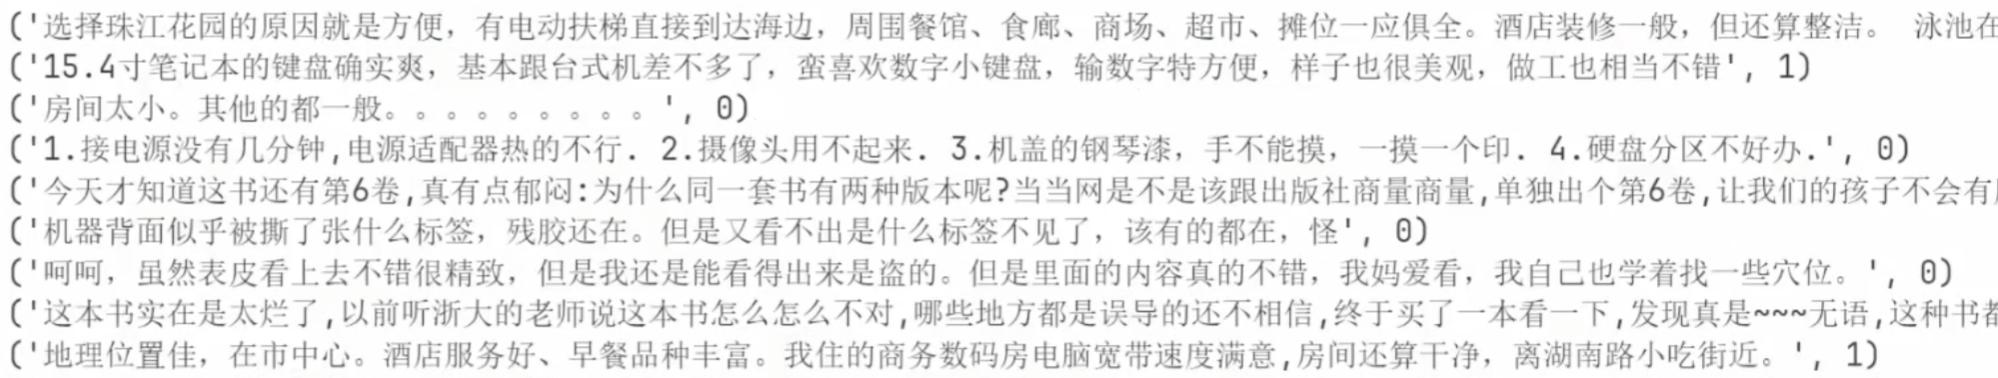 ('选择珠江花园的原因就是方便，有电动扶梯直接到达海边，周围餐馆、食廊、商场、超市、摊位一应俱全。酒店装修一般，但还算整洁。 泳池在
('15.4寸笔记本的键盘确实爽，基本跟台式机差不多了，蛮喜欢数字小键盘，输数字特方便，样子也很美观，做工也相当不错', 1)
('房间太小。其他的都一般。。。。。。。。。', 0)
('1.接电源没有几分钟,电源适配器热的不行. 2.摄像头用不起来. 3.机盖的钢琴漆，手不能摸，一摸一个印. 4.硬盘分区不好办.', 0)
('今天才知道这书还有第6卷,真有点郁闷:为什么同一套书有两种版本呢?当当网是不是该跟出版社商量商量,单独出个第6卷,让我们的孩子不会有
('机器背面似乎被撕了张什么标签，残胶还在。但是又看不出是什么标签不见了，该有的都在，怪', 0)
('呵呵，虽然表皮看上去不错很精致，但是我还是能看得出来是盗的。但是里面的内容真的不错，我妈爱看，我自己也学着找一些穴位。', 0)
('这本书实在是太烂了,以前听浙大的老师说这本书怎么怎么不对,哪些地方都是误导的还不相信,终于买了一本看一下,发现真是~~~无语,这种书都
('地理位置佳，在市中心。酒店服务好、早餐品种丰富。我住的商务数码房电脑宽带速度满意,房间还算干净，离湖南路小吃街近。', 1)